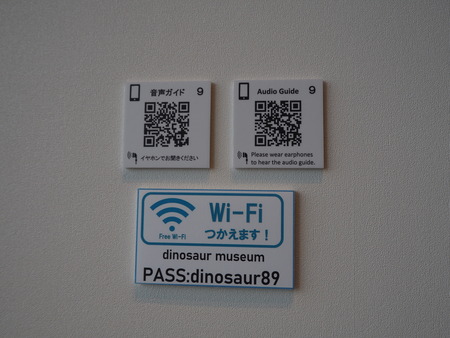 音声ガイド 9
イヤホンでお聞きください
Audio Guide 9
Please wear earphones
to hear the audio guide.
Wi-Fi
Free Wi-Fi
つかえます!
dinosaur museum
PASS:dinosaur89